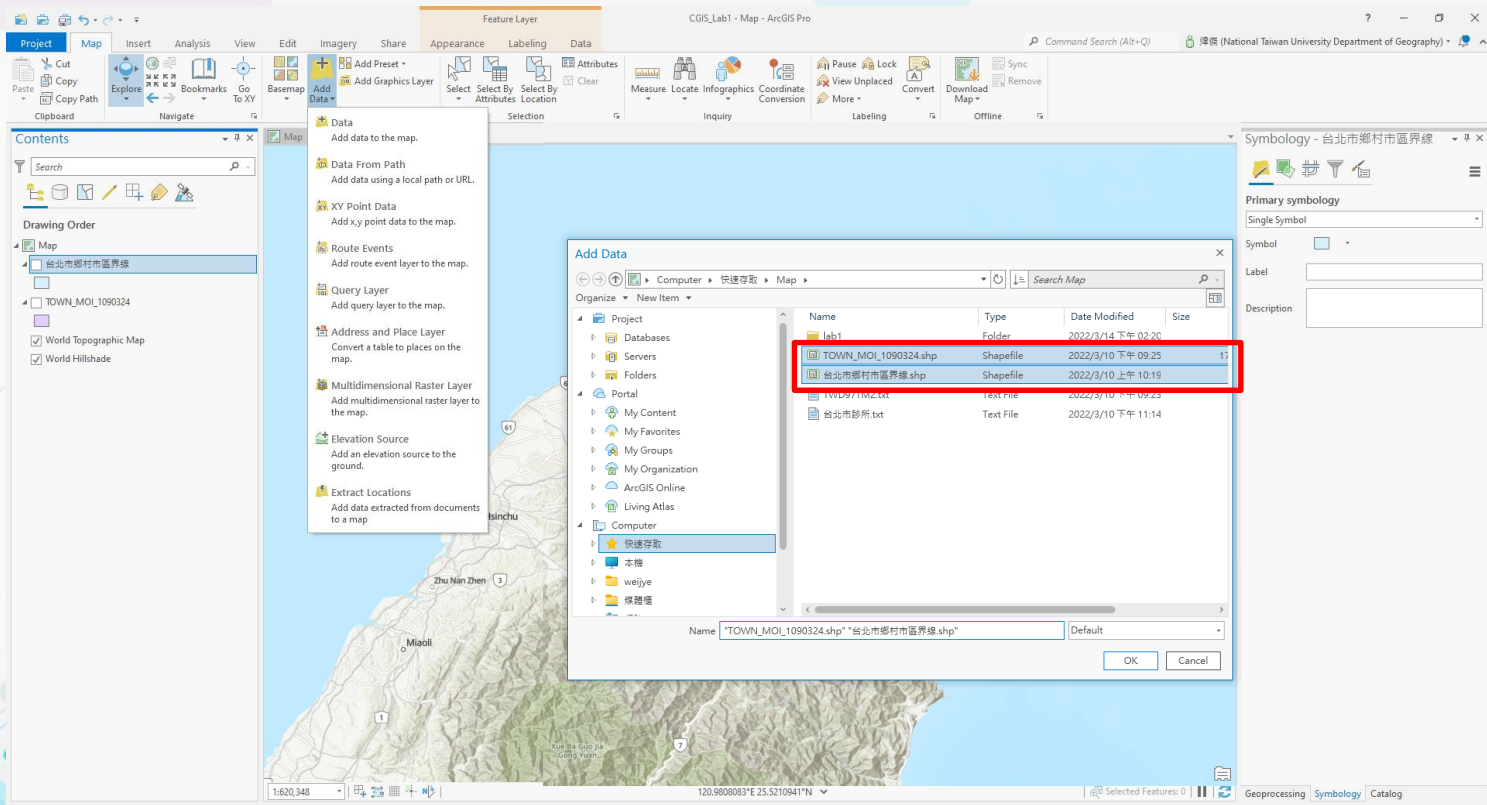 Feature Layer
CGIS_Lab1 - Map - ArcGIS Pro
? — ×
Project Map Insert Analysis View Edit Imagery Share Appearance Labeling Data
Command Search (Alt+Q)
(National Taiwan University Department of Geography)
Paste
Cut
Copy
Copy Path
Clipboard
Explore
Bookmarks
Go To XY
Navigate
Basemap
Add Data
Add Preset
Add Graphics Layer
Select
Select By Attributes
Select By Location
Attributes
Clear
Selection
Measure
Locate
Infographics
Coordinate Conversion
Inquiry
Pause
Lock
View Unplaced
More
Convert
Labeling
Download Map
Sync
Remove
Offline
Contents
Search
Drawing Order
Map
台北市鄉村市區界線
TOWN_MOI_1090324
World Topographic Map
World Hillshade
Map
Data
Add data to the map.
Data From Path
Add data using a local path or URL.
XY Point Data
Add x,y point data to the map.
Route Events
Add route event layer to the map.
Query Layer
Add query layer to the map.
Address and Place Layer
Convert a table to places on the
map.
Multidimensional Raster Layer
Add multidimensional raster layer to
the map.
Elevation Source
Add an elevation source to the
ground.
Extract Locations
Add data extracted from documents
to a map
Add Data
Computer 快速存取 Map
Search Map
Organize New Item
Project
Databases
Servers
Folders
Portal
My Content
My Favorites
My Groups
My Organization
ArcGIS Online
Living Atlas
Computer
快速存取
本機
weijye
媒體櫃
Name Type Date Modified Size
lab1 Folder 2022/3/14 下午 02:20
TOWN_MOI_1090324.shp Shapefile 2022/3/10 下午 09:25 17
台北市鄉村市區界線.shp Shapefile 2022/3/10 上午 10:19
TWD971MZ.txt Text File 2022/3/10 下午 09:23
台北市診所.txt Text File 2022/3/10 下午 11:14
Name "TOWN_MOI_1090324.shp" "台北市鄉村市區界線.shp" Default
OK Cancel
61
Hsinchu
Zhu Nan Zhen
3
Miaoli
1
Xue Ba Guo Jia
Gong Yuan
7
1:620,348
120.9808083°E 25.5210941°N
Selected Features: 0
Symbology - 台北市鄉村市區界線
Primary symbology
Single Symbol
Symbol
Label
Description
Geoprocessing Symbology Catalog